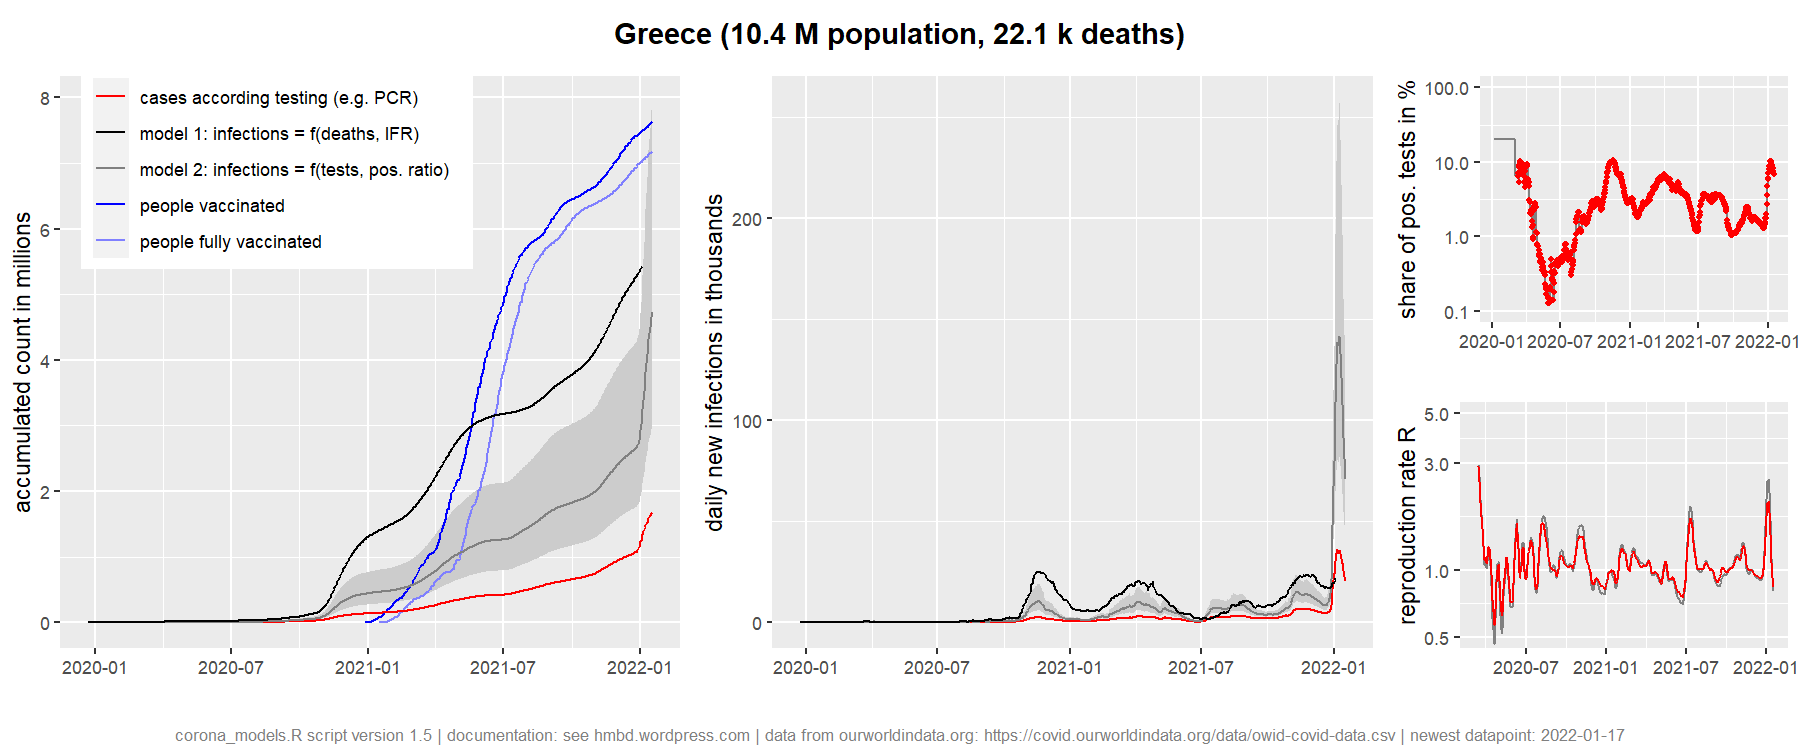 Greece (10.4 M population, 22.1 k deaths)
cases according testing (e.g. PCR)
model 1: infections = f(deaths, IFR)
model 2: infections = f(tests, pos. ratio)
people vaccinated
people fully vaccinated
accumulated count in millions
8
6
4
2
0
2020-01 2020-07 2021-01 2021-07 2022-01
daily new infections in thousands
200
100
0
2020-01 2020-07 2021-01 2021-07 2022-01
share of pos. tests in %
100.0
10.0
1.0
0.1
2020-01 2020-07 2021-01 2021-07 2022-01
reproduction rate R
5.0
3.0
1.0
0.5
2020-07 2021-01 2021-07 2022-01
corona_models.R script version 1.5 | documentation: see hmbd.wordpress.com | data from ourworldindata.org: https://covid.ourworldindata.org/data/owid-covid-data.csv | newest datapoint: 2022-01-17